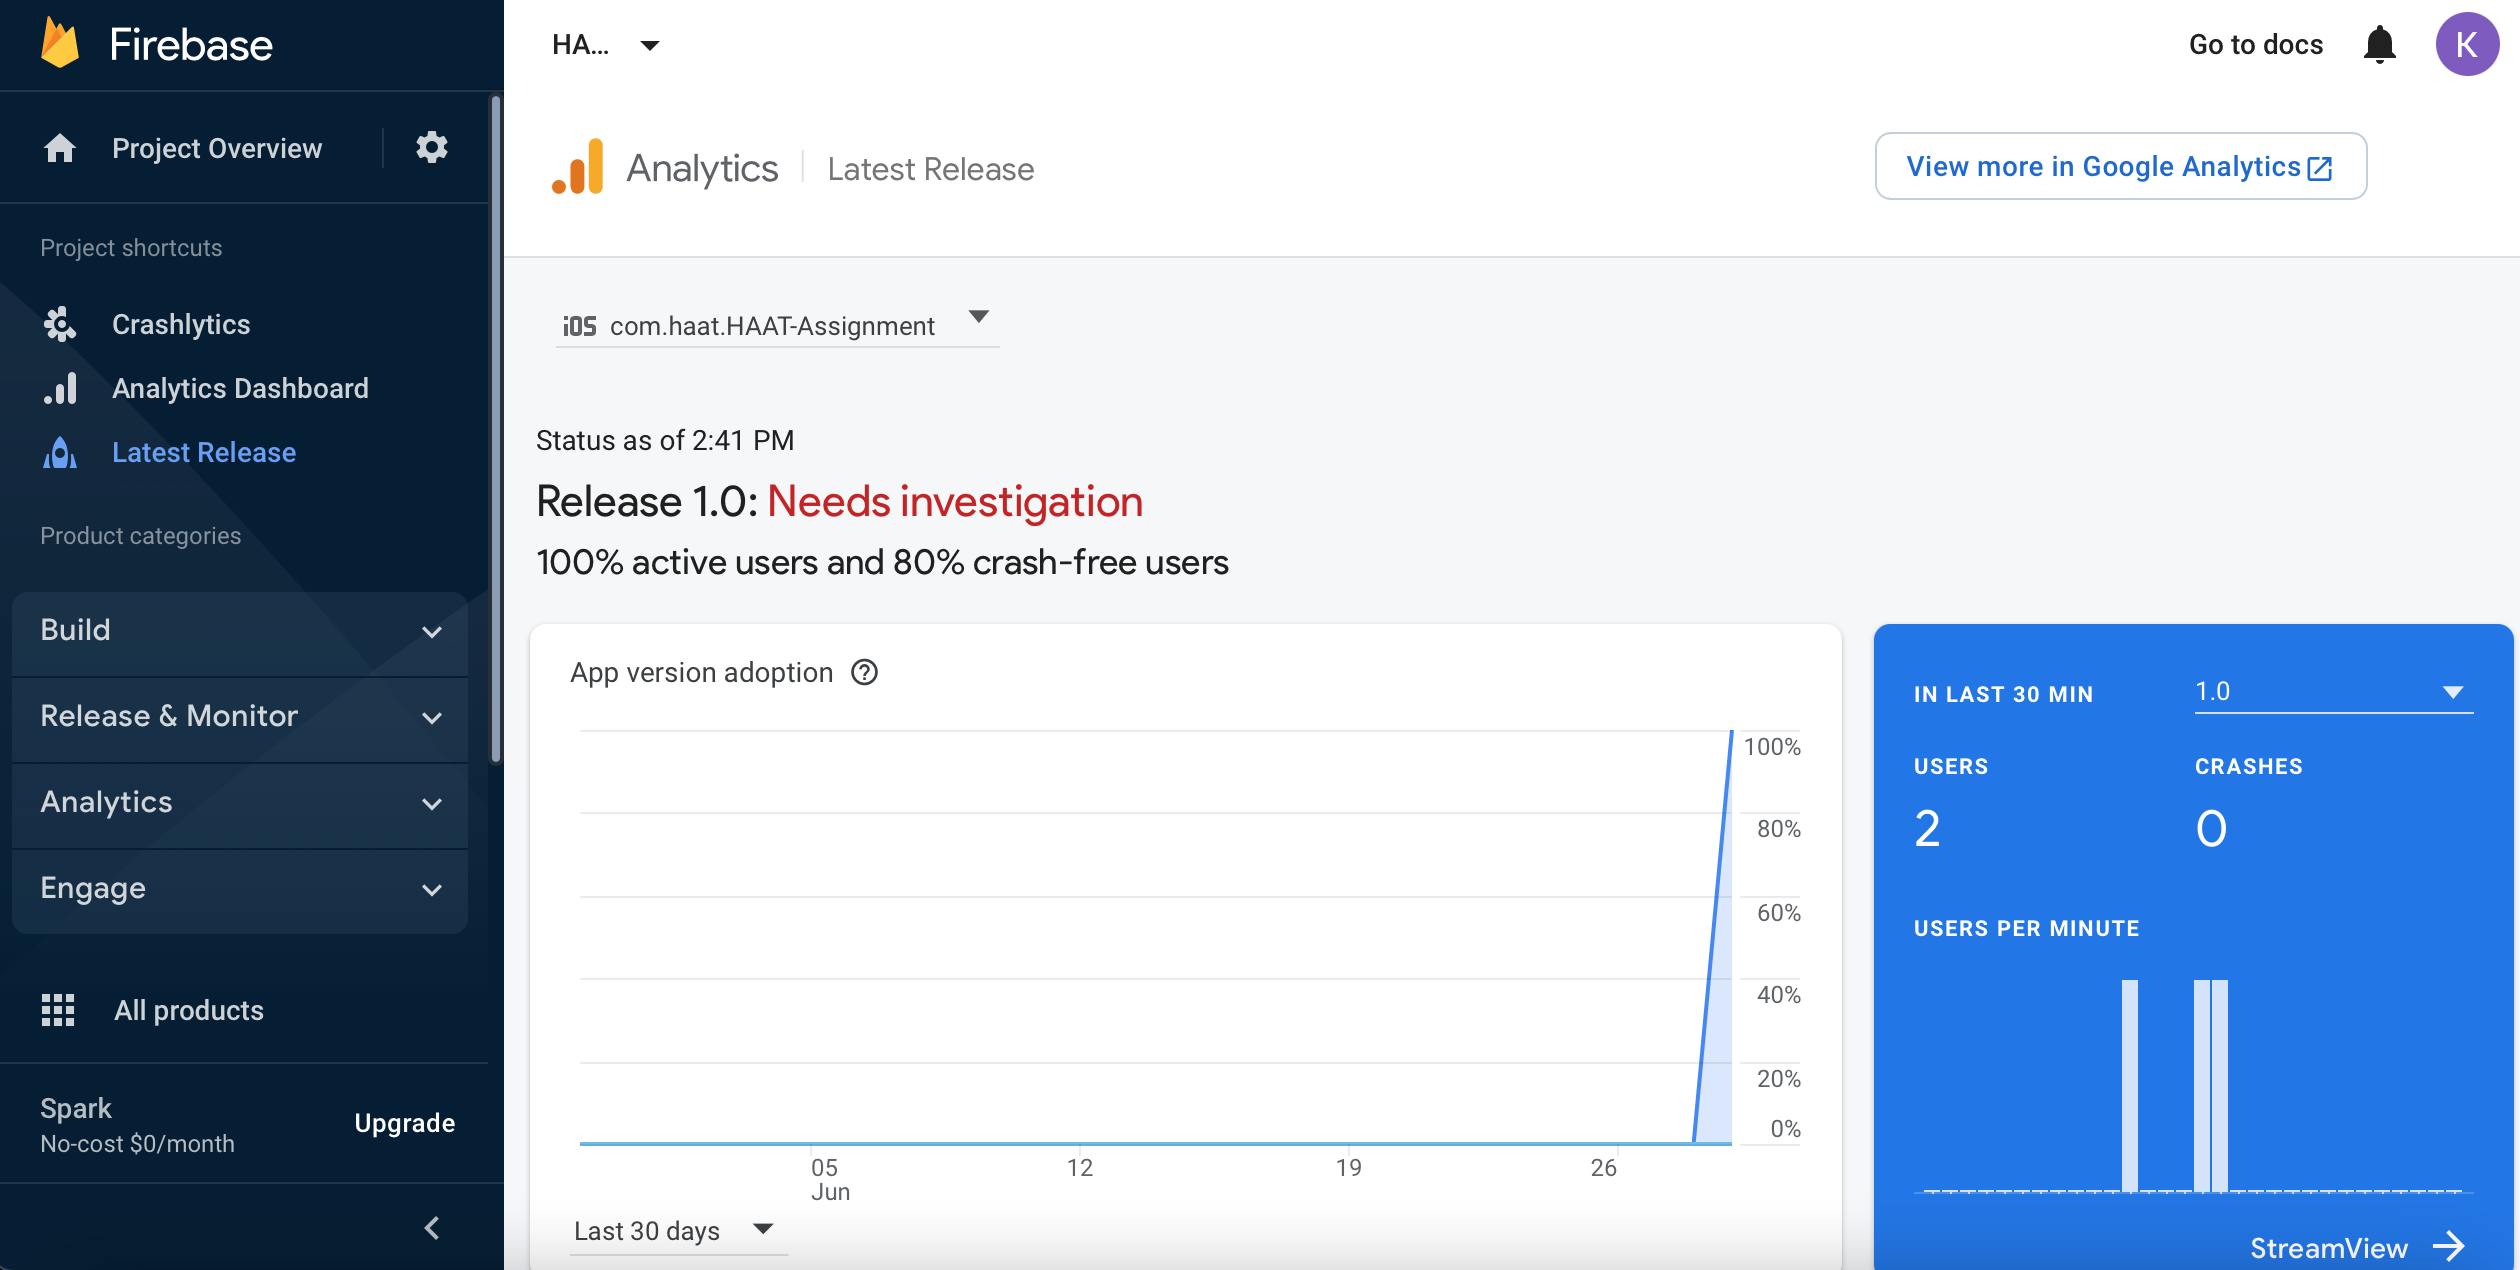 Firebase
Project Overview
Project shortcuts
Crashlytics
Analytics Dashboard
Latest Release
Product categories
Build
Release & Monitor
Analytics
Engage
All products
Spark
No-cost $0/month
Upgrade
HA...
Go to docs
K
Analytics
Latest Release
View more in Google Analytics
iOS com.haat.HAAT-Assignment
Status as of 2:41 PM
Release 1.0: Needs investigation
100% active users and 80% crash-free users
App version adoption
100%
80%
60%
40%
20%
0%
05 12 19 26
Jun
Last 30 days
IN LAST 30 MIN
1.0
USERS
CRASHES
2
0
USERS PER MINUTE
StreamView